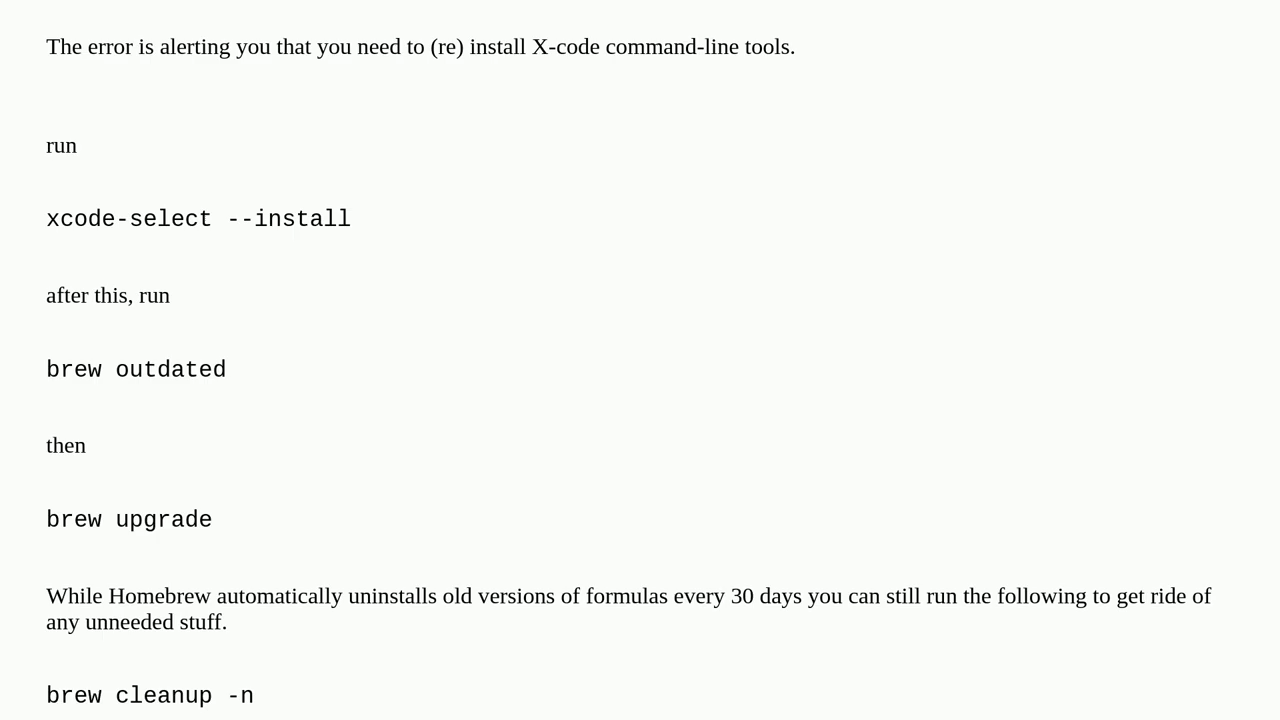 The error is alerting you that you need to (re) install X-code command-line tools.
run
xcode-select --install
after this, run
brew outdated
then
brew upgrade
While Homebrew automatically uninstalls old versions of formulas every 30 days you can still run the following to get ride of
any unneeded stuff.
brew cleanup -n